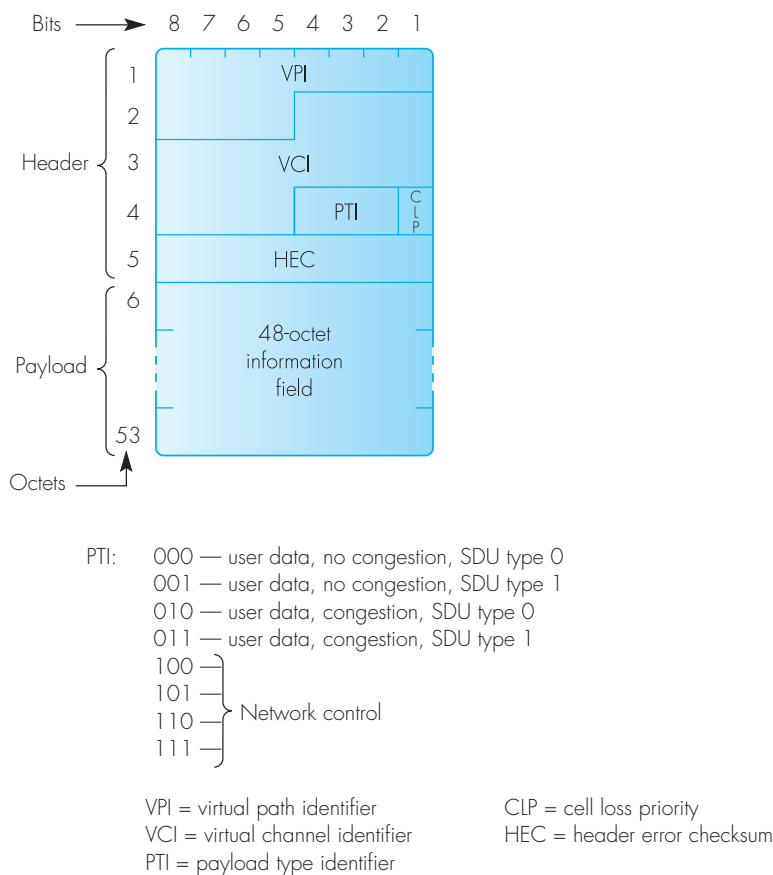 Bits 8 7 6 5 4 3 2 1
1 VPI
2
Header 3 VCI
4 PTI CLP
5 HEC
6
48-octet
information
Payload field
53
Octets
PTI: 000 — user data, no congestion, SDU type 0
001 — user data, no congestion, SDU type 1
010 — user data, congestion, SDU type 0
011 — user data, congestion, SDU type 1
100 —
101 —
Network control
110 —
111 —
VPI = virtual path identifier
VCI = virtual channel identifier
PTI = payload type identifier
CLP = cell loss priority
HEC = header error checksum